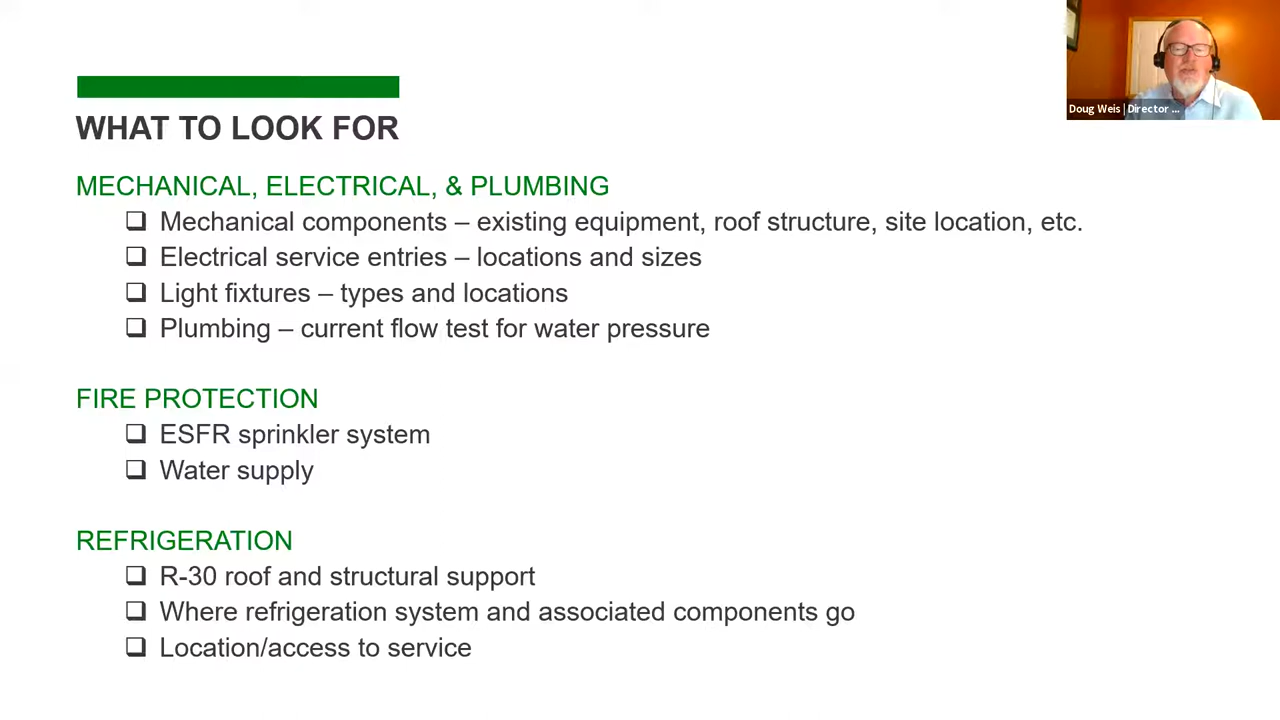 Doug Weis | Director ...
WHAT TO LOOK FOR
MECHANICAL, ELECTRICAL, & PLUMBING
❑ Mechanical components – existing equipment, roof structure, site location, etc.
❑ Electrical service entries – locations and sizes
❑ Light fixtures – types and locations
❑ Plumbing – current flow test for water pressure
FIRE PROTECTION
❑ ESFR sprinkler system
❑ Water supply
REFRIGERATION
❑ R-30 roof and structural support
❑ Where refrigeration system and associated components go
❑ Location/access to service